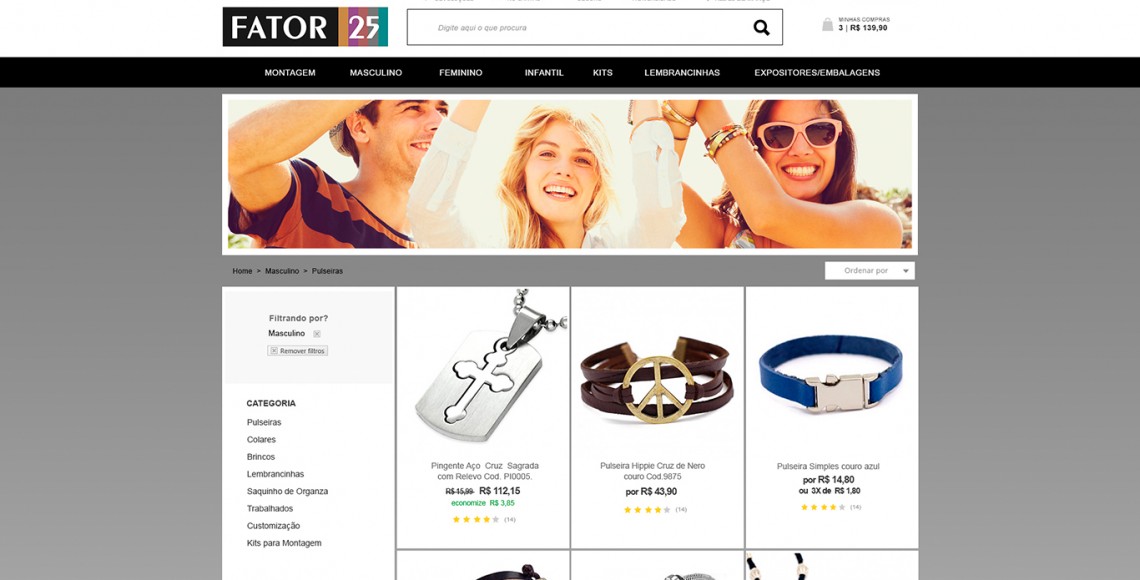 FATOR 25
Digite aqui o que procura
MINHAS COMPRAS
3 | R$ 139,90
MONTAGEM MASCULINO FEMININO INFANTIL KITS LEMBRANCINHAS EXPOSITORES/EMBALAGENS
Home > Masculino > Pulseiras
Ordenar por
Filtrando por?
Masculino
Remover filtros
CATEGORIA
Pulseiras
Colares
Brincos
Lembrancinhas
Saquinho de Organza
Trabalhados
Customização
Kits para Montagem
Pingente Aço Cruz Sagrada
com Relevo Cod. PI0005.
R$ 15,99 R$ 112,15
economize R$ 3,85
(14)
Pulseira Hippie Cruz de Nero
couro Cod.9875
por R$ 43,90
(14)
Pulseira Simples couro azul
por R$ 14,80
ou 3X de R$ 1,80
(14)